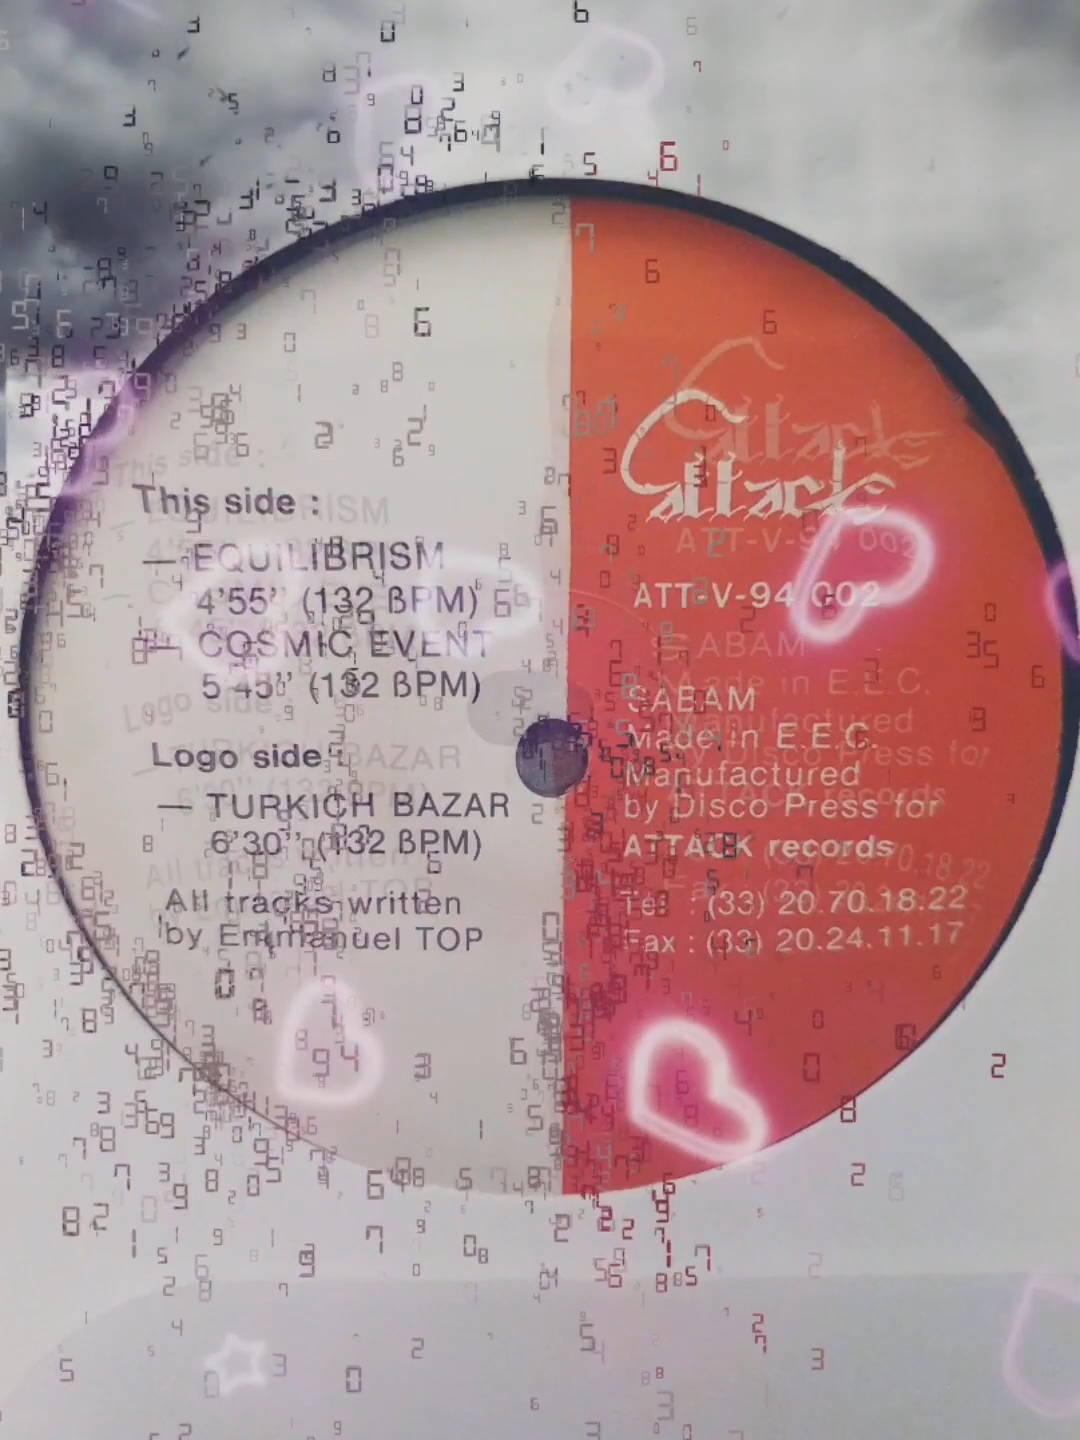 This side :
— EQUILIBRISM
4'55'' (132 BPM)
— COSMIC EVENT
5'45'' (132 BPM)
Logo side :
— TURKICH BAZAR
6'30'' (132 BPM)
All tracks written
by Emmanuel TOP
attack
ATT-V-94 002
SABAM
Made in E.E.C.
Manufactured
by Disco Press for
ATTACK records
Tel : (33) 20.70.18.22
Fax : (33) 20.24.11.17